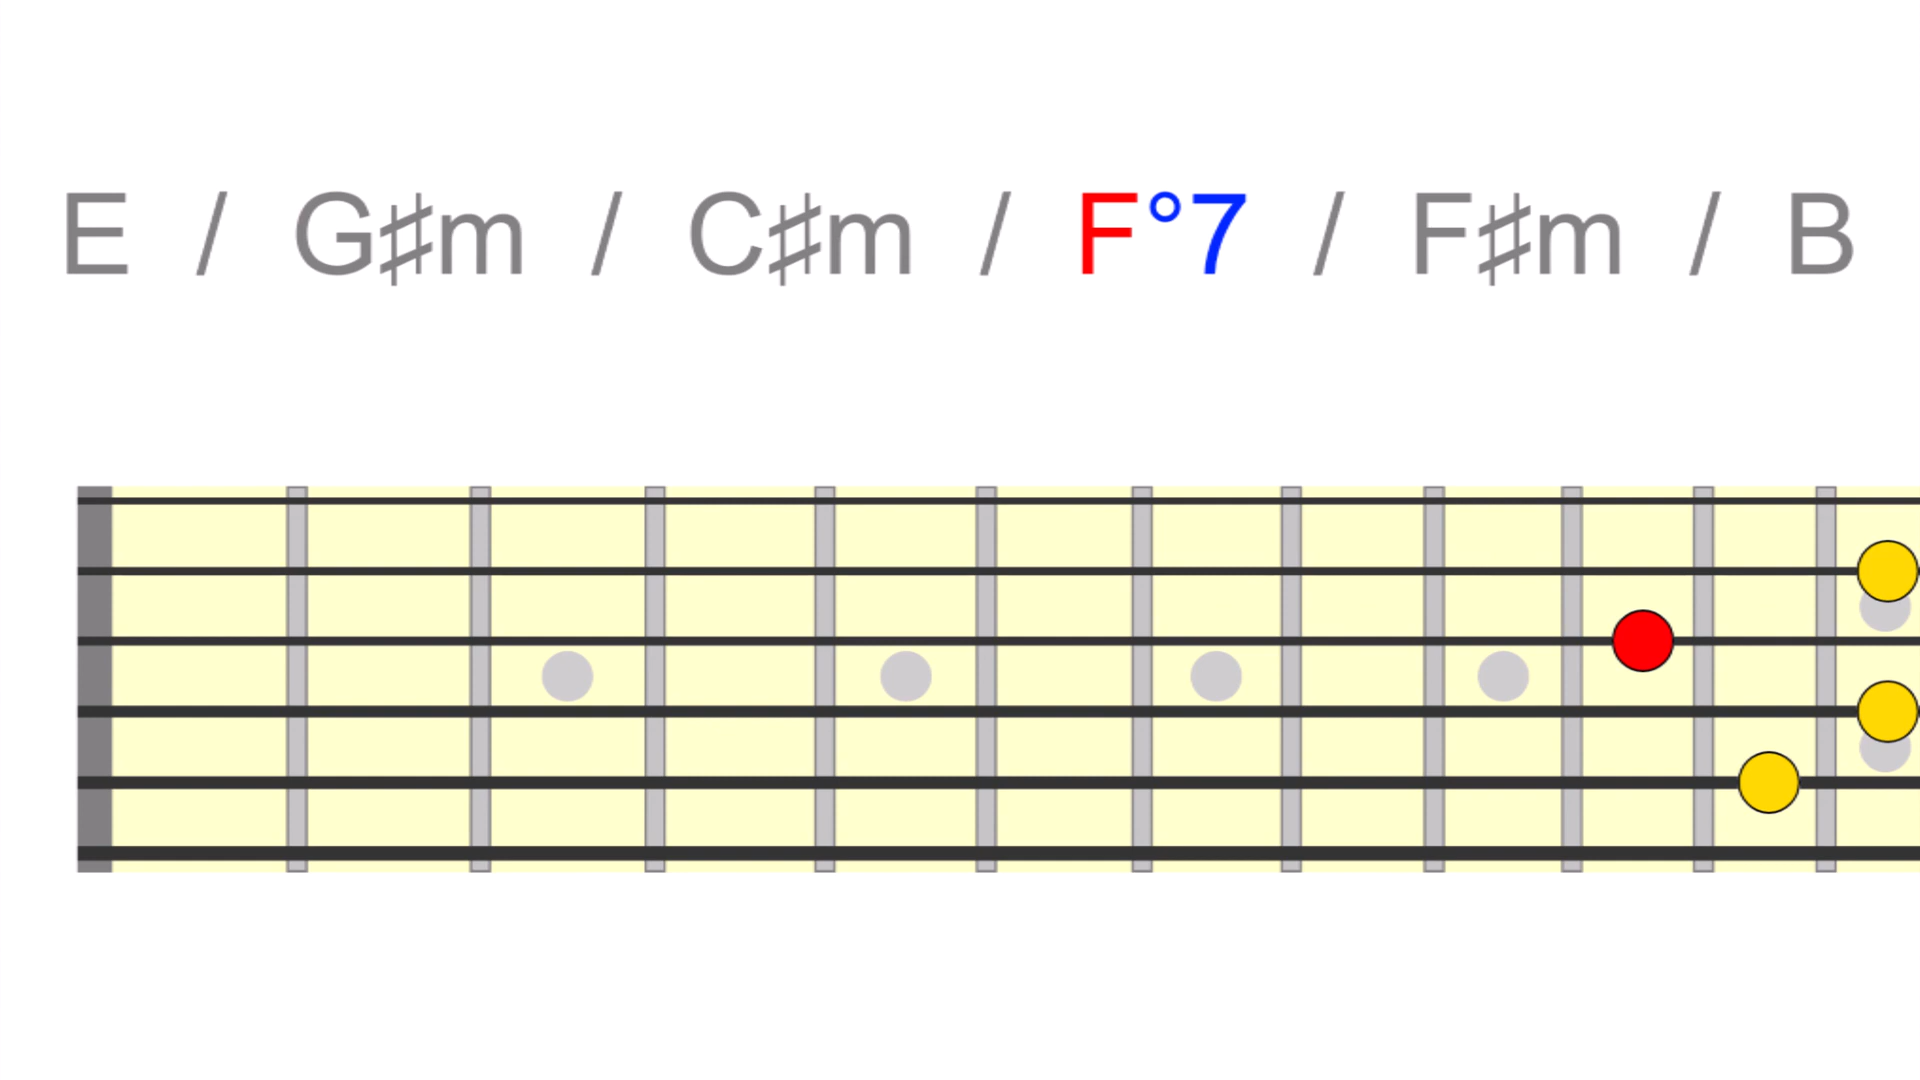 E / G♯m / C♯m / F°7 / F♯m / B